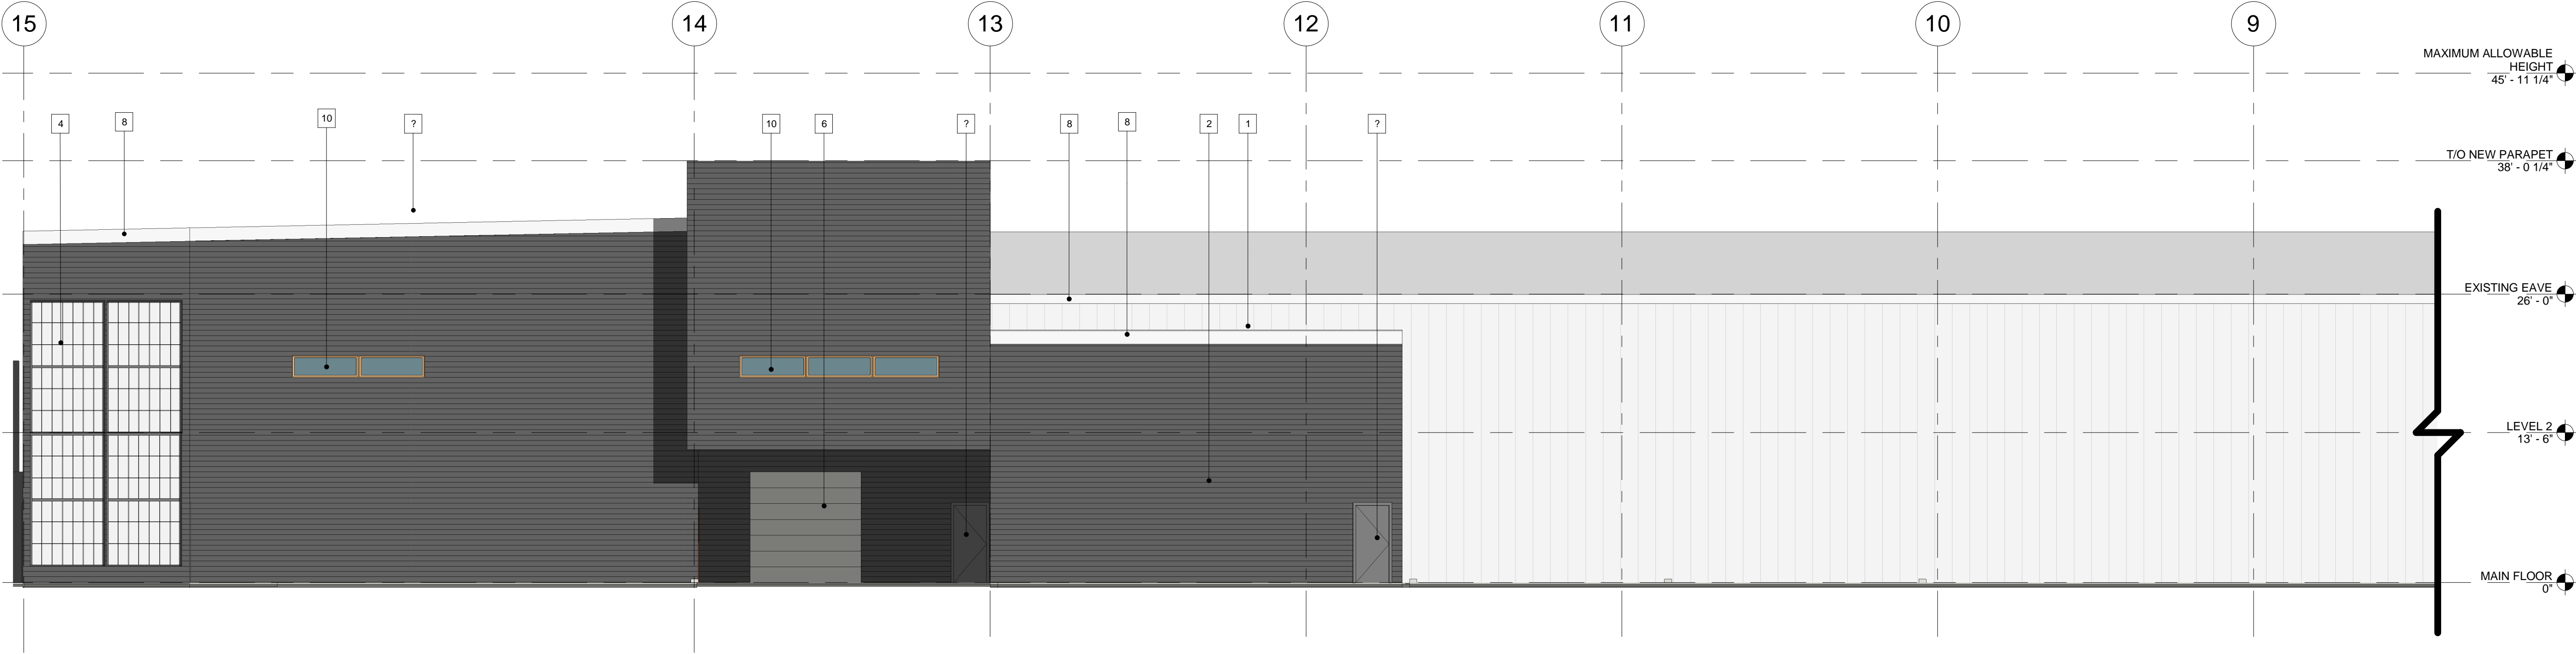 15
14
13
12
11
10
9
MAXIMUM ALLOWABLE
HEIGHT
45' - 11 1/4"
4
8
10
?
10
6
?
8
8
2
1
?
T/O NEW PARAPET
38' - 0 1/4"
EXISTING EAVE
26' - 0"
LEVEL 2
13' - 6"
MAIN FLOOR
0"